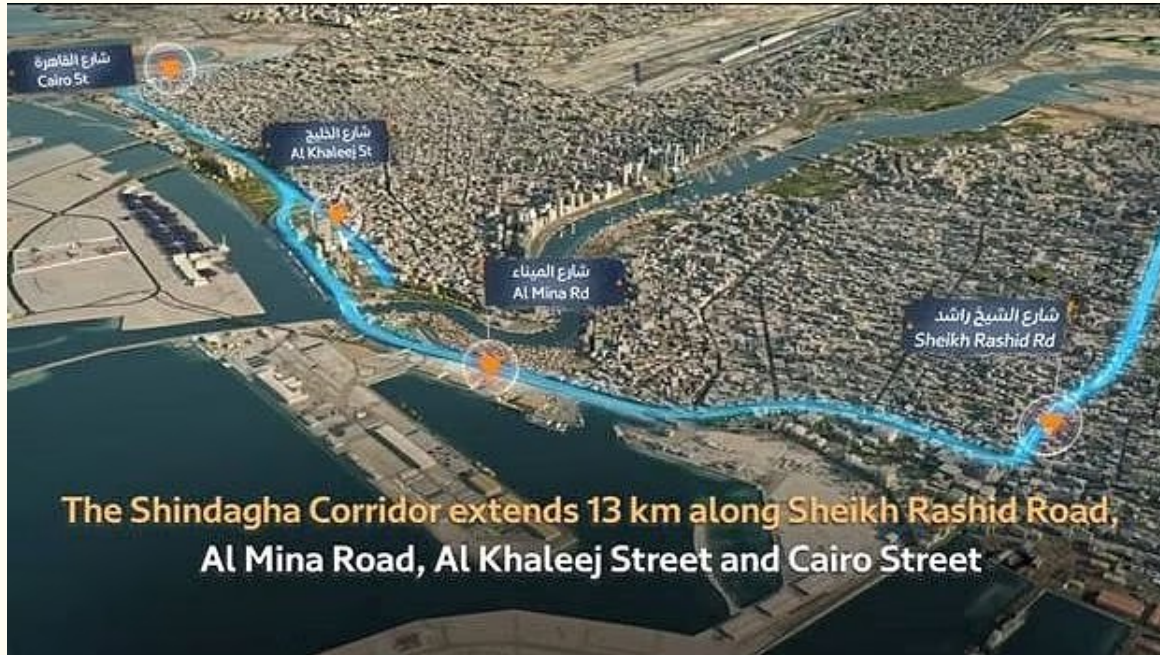 شارع القاهرة
Cairo St
شارع الخليج
Al Khaleej St
شارع الميناء
Al Mina Rd
شارع الشيخ راشد
Sheikh Rashid Rd
The Shindagha Corridor extends 13 km along Sheikh Rashid Road,
Al Mina Road, Al Khaleej Street and Cairo Street